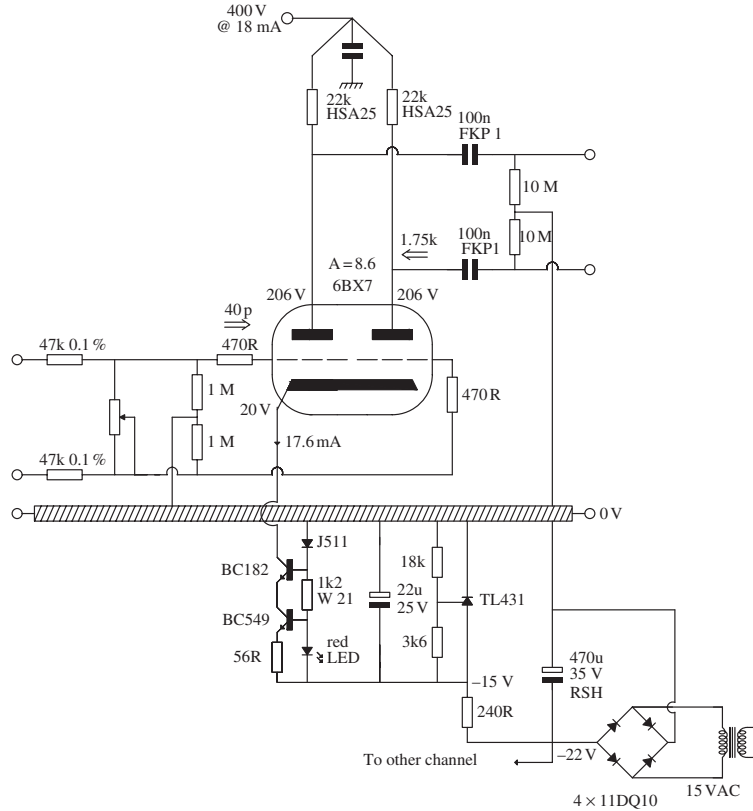 400 V
@ 18 mA
22k
HSA25
22k
HSA25
100n
FKP 1
10 M
10 M
1.75k
100n
FKP1
A = 8.6
6BX7
206 V
206 V
40 p
47k 0.1 %
470R
1 M
470 R
20 V
1 M
17.6 mA
47k 0.1 %
0 V
J511
BC182
18k
1k2
W 21
22u
25 V
TL431
BC549
3k6
red
LED
56R
470u
35 V
RSH
–15 V
240R
To other channel
–22 V
15 VAC
4 × 11DQ10